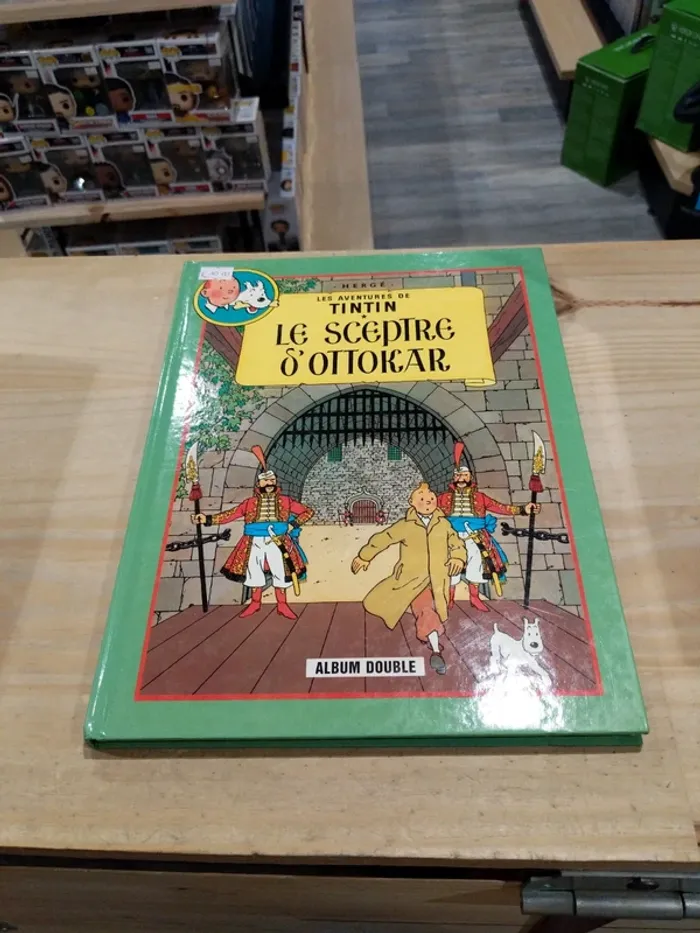 · HERGÉ ·
LES AVENTURES DE
TINTIN
LE SCEPTRE
D'OTTOKAR
ALBUM DOUBLE